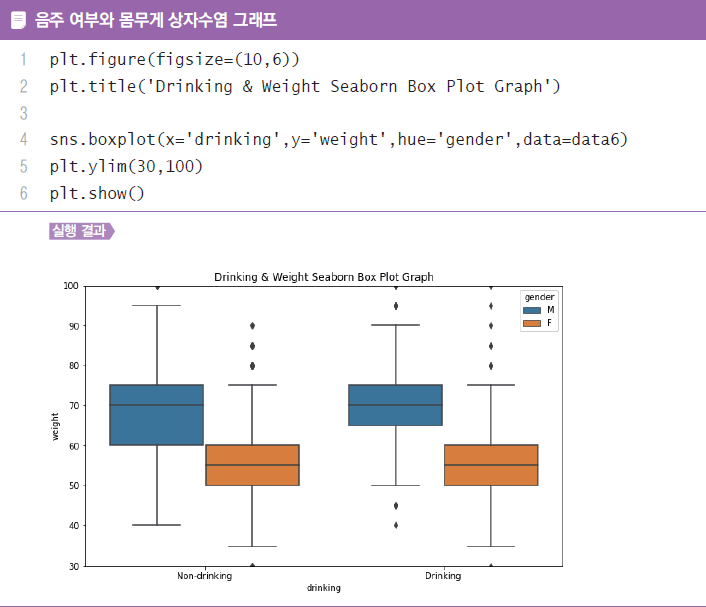 음주 여부와 몸무게 상자수염 그래프
1 plt.figure(figsize=(10,6))
2 plt.title('Drinking & Weight Seaborn Box Plot Graph')
3
4 sns.boxplot(x='drinking',y='weight',hue='gender',data=data6)
5 plt.ylim(30,100)
6 plt.show()
실행 결과
Drinking & Weight Seaborn Box Plot Graph
100
90
80
70
60
50
40
30
weight
gender
M
F
Non-drinking Drinking
drinking